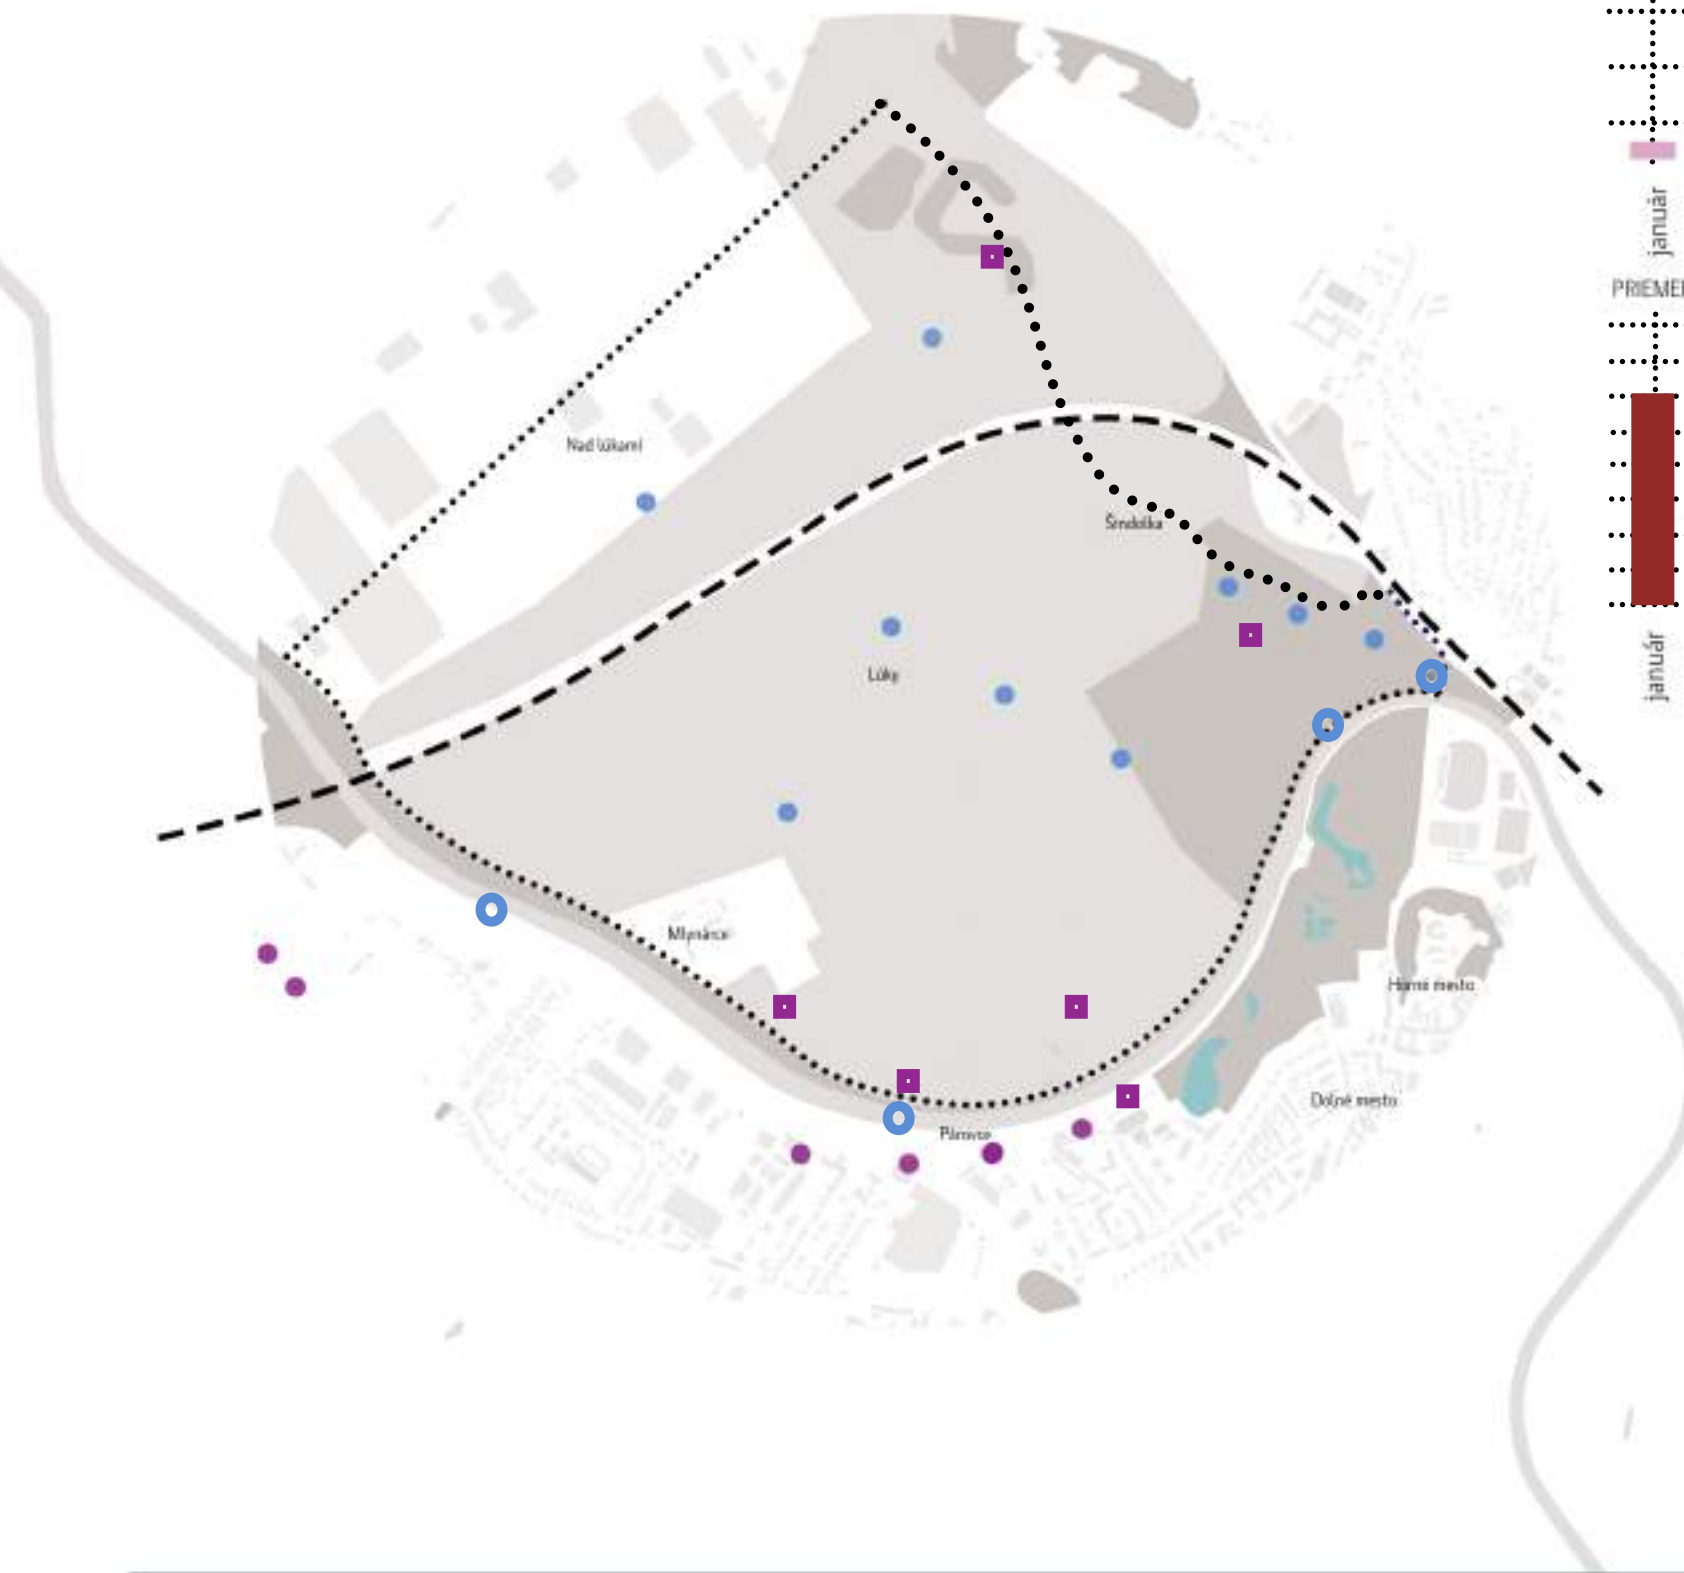 január
PRIEMER
január
Nad lúkami
Šindolka
Lúky
Mlynárce
Horné mesto
Dolné mesto
Párovce